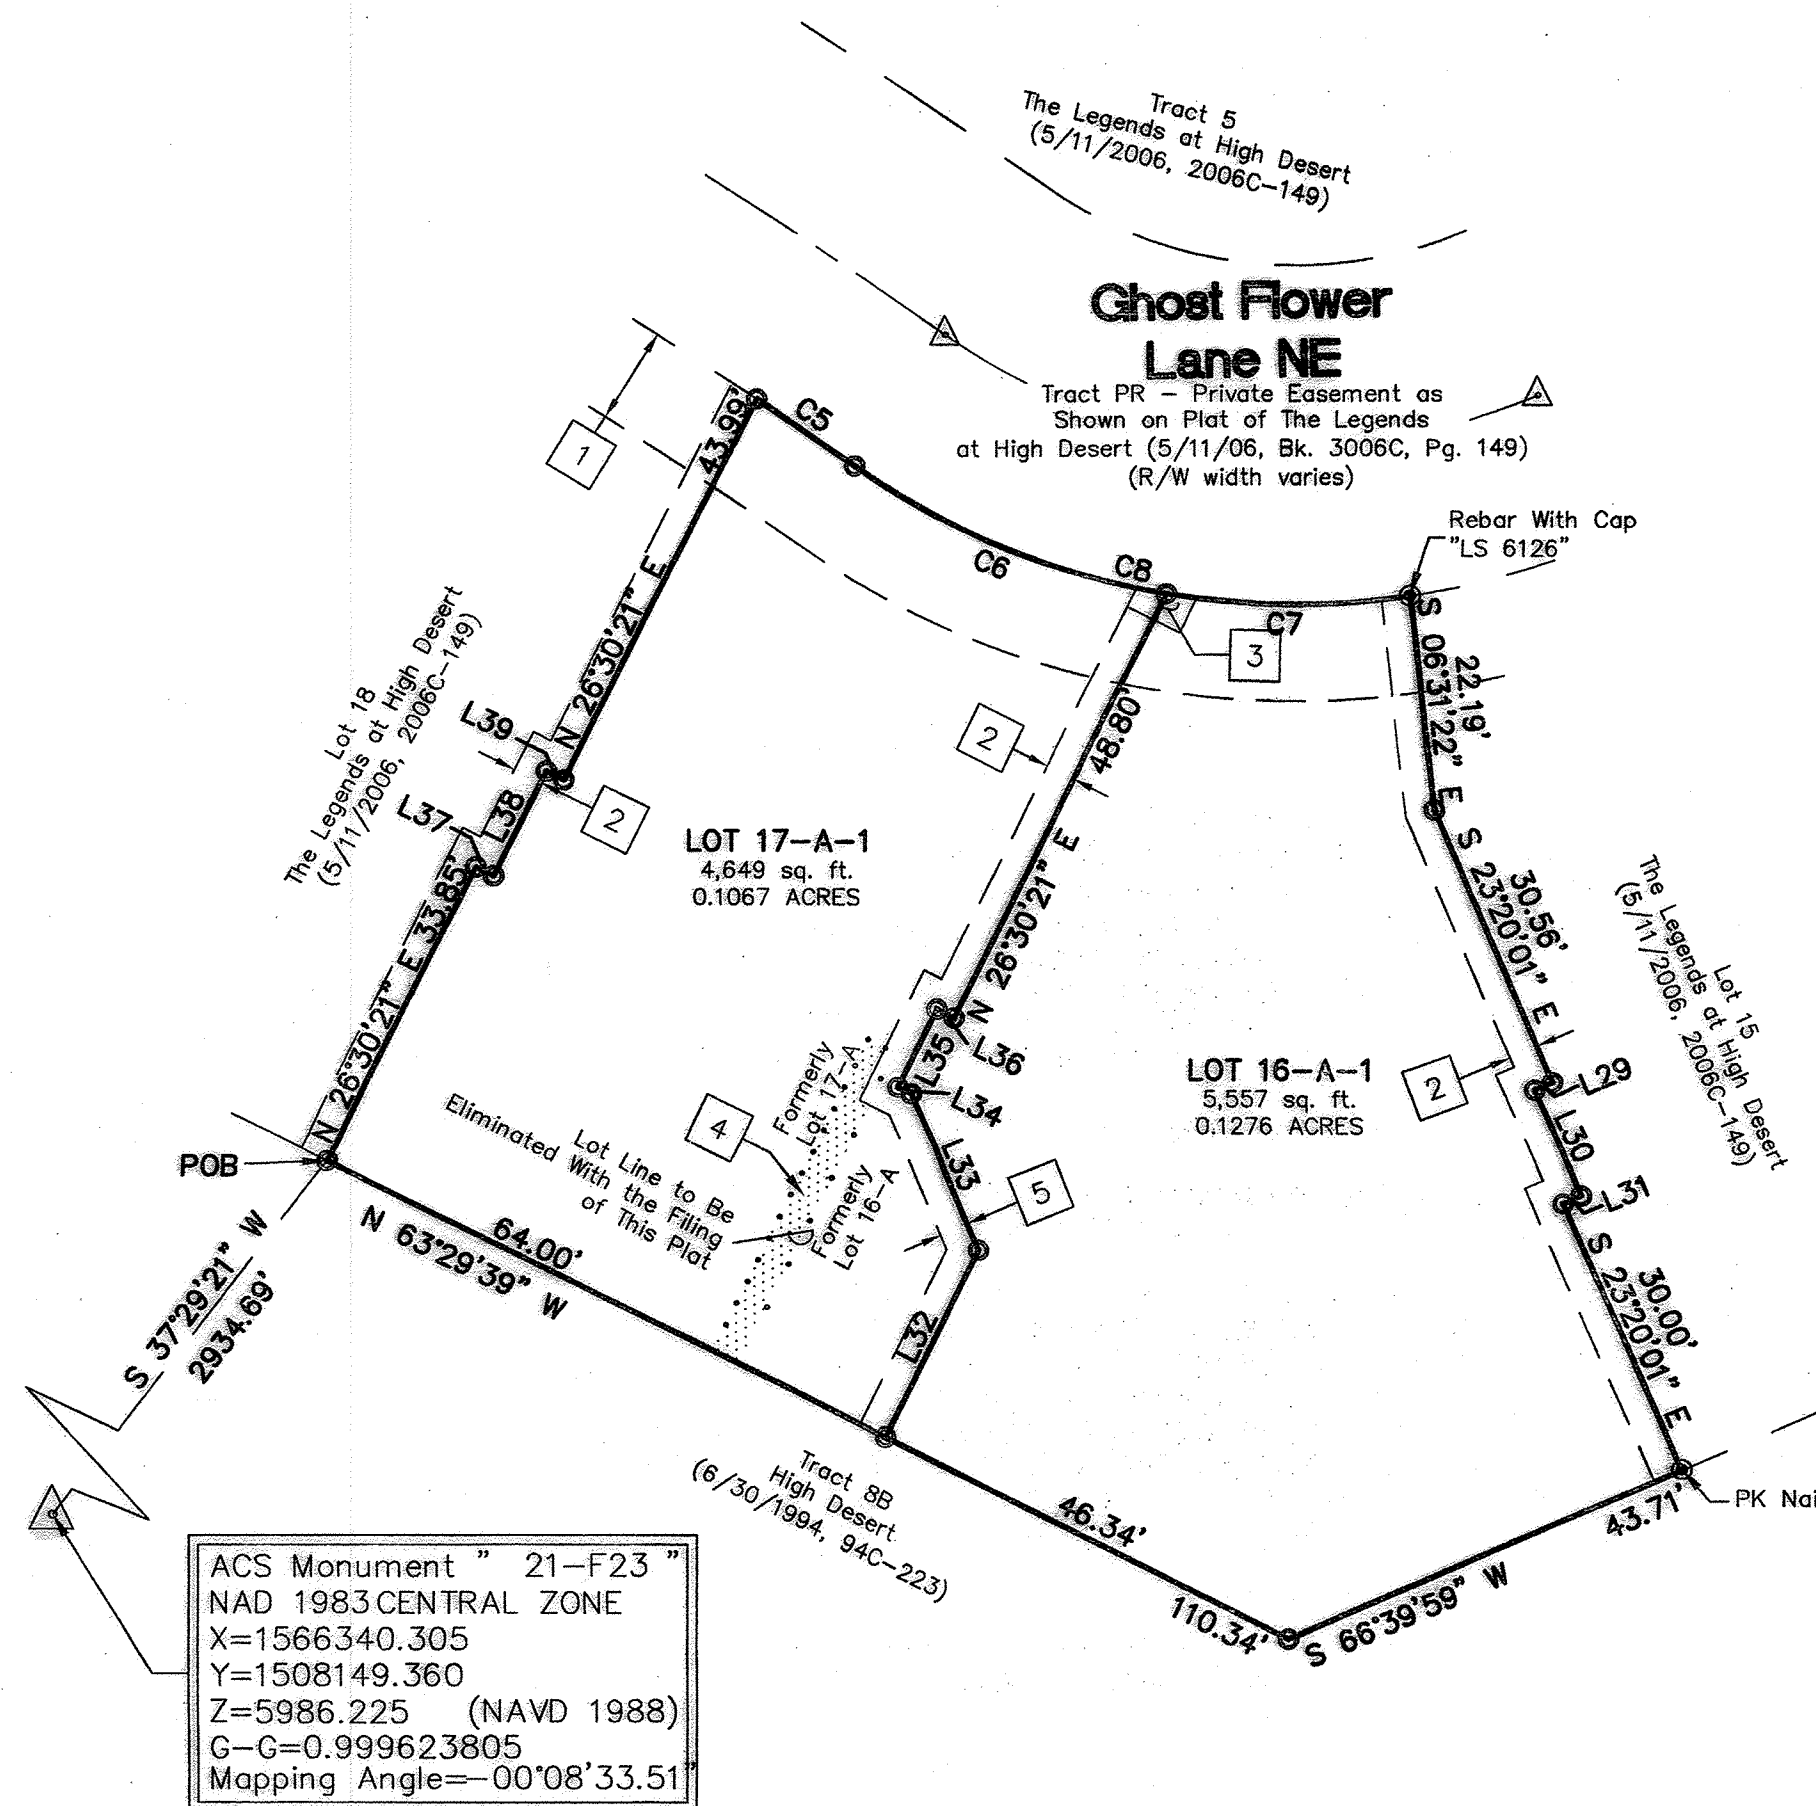 Tract 5
The Legends at High Desert
(5/11/2006, 2006C-149)
Ghost Flower
Lane NE
Tract PR - Private Easement as
Shown on Plat of The Legends
at High Desert (5/11/06, Bk. 3006C, Pg. 149)
(R/W width varies)
Rebar With Cap
"LS 6126"
1
43.99'
N 26°30'21" E
C5
C6
C8
C7
3
S 06°31'22" E
22.19'
Lot 18
The Legends at High Desert
(5/11/2006, 2006C-149)
L39
L37
L38
2
2
48.80'
N 26°30'21" E
LOT 17-A-1
4,649 sq. ft.
0.1067 ACRES
N 26°30'21" E 33.85'
30.56'
S 23°20'01" E
Lot 15
The Legends at High Desert
(5/11/2006, 2006C-149)
L36
L35
L34
L33
LOT 16-A-1
5,557 sq. ft.
0.1276 ACRES
2
L29
L30
L31
Formerly
Lot 17-A
4
Lot Line to Be
Eliminated With the Filing
of This Plat
Formerly
Lot 16-A
5
POB
64.00'
N 63°29'39" W
L32
30.00'
S 23°20'01" E
S 37°29'21" W
2934.69'
Tract 8B
High Desert
(6/30/1994, 94C-223)
46.34'
110.34'
43.71'
S 66°39'59" W
PK Nai
ACS Monument " 21-F23 "
NAD 1983 CENTRAL ZONE
X=1566340.305
Y=1508149.360
Z=5986.225 (NAVD 1988)
G-G=0.999623805
Mapping Angle=-00°08'33.51"